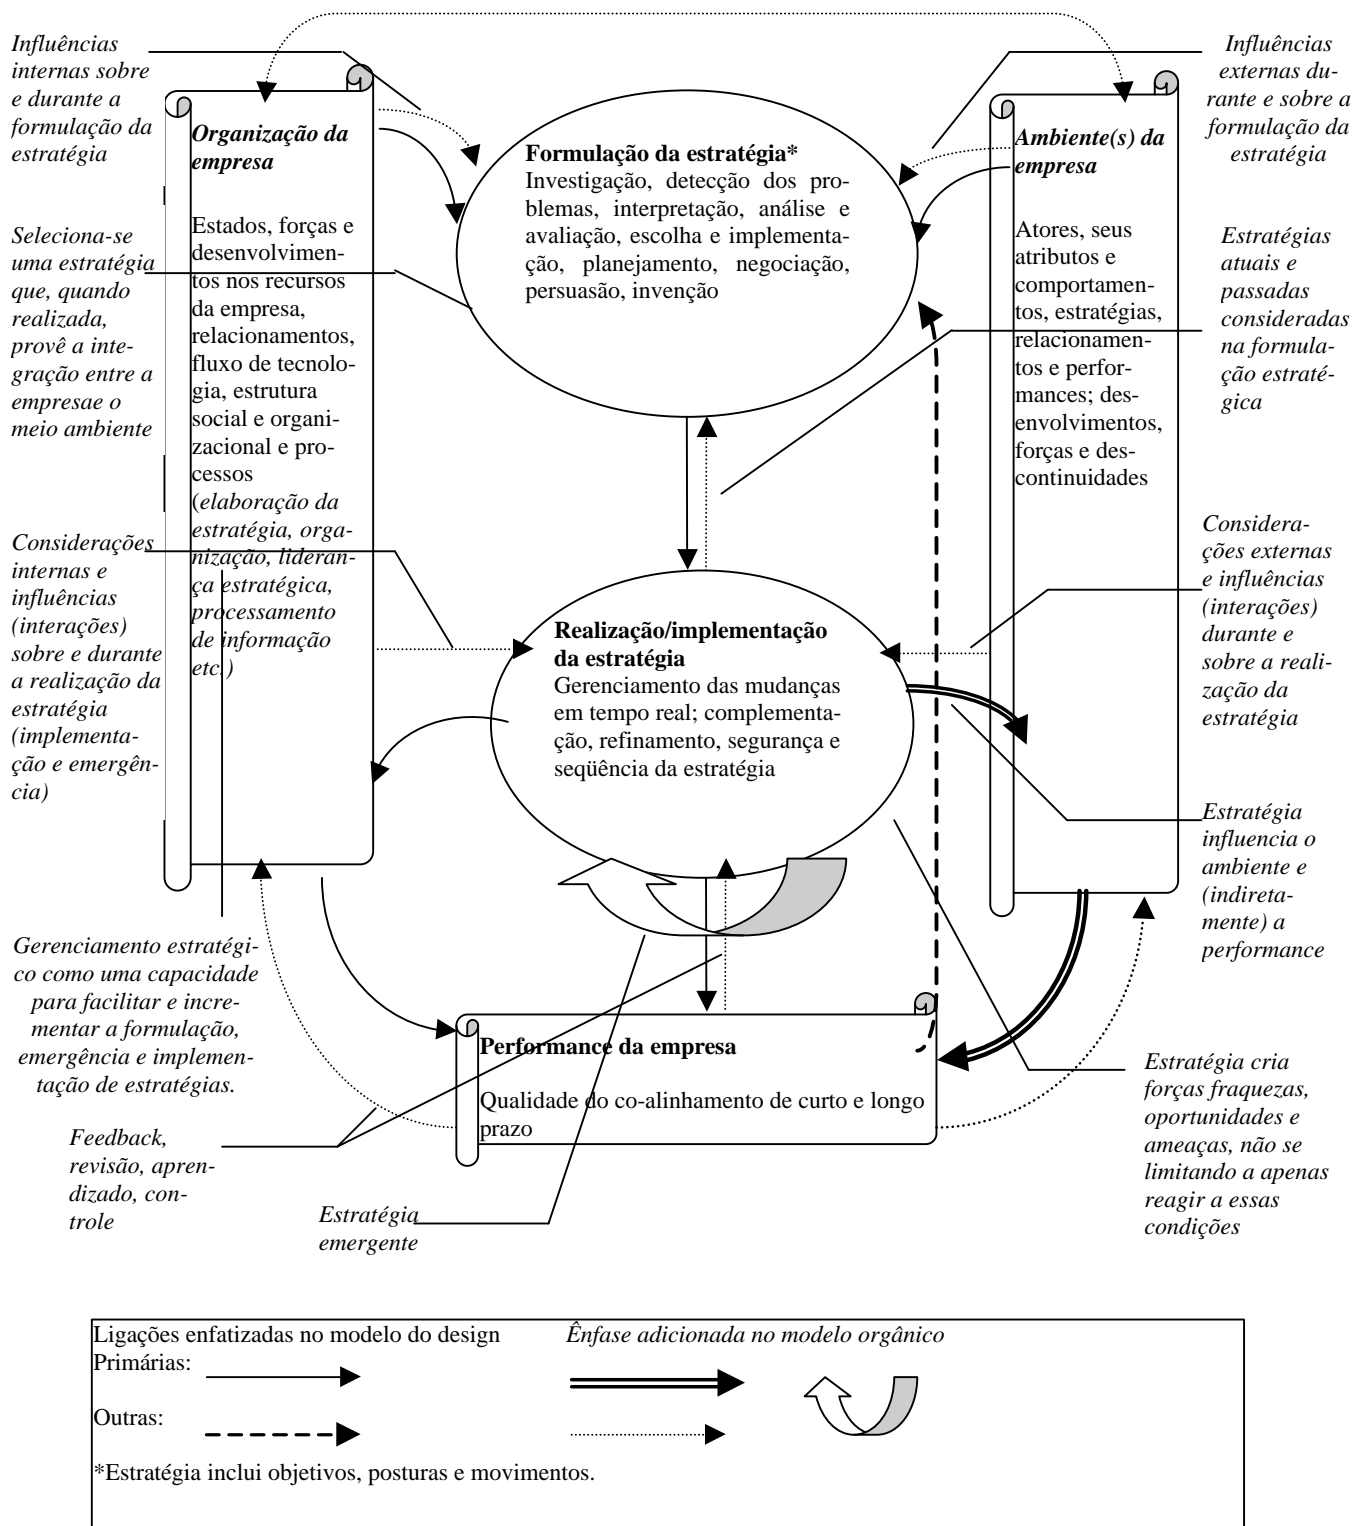 Influências
internas sobre
e durante a
formulação da
estratégia
Seleciona-se
uma estratégia
que, quando
realizada,
provê a inte-
gração entre a
empresae o
meio ambiente
Considerações
internas e
influências
(interações)
sobre e durante
a realização da
estratégia
(implementa-
ção e emergên-
cia)
Organização da
empresa
Estados, forças e
desenvolvimen-
tos nos recursos
da empresa,
relacionamentos,
fluxo de tecnolo-
gia, estrutura
social e organi-
zacional e pro-
cessos
(elaboração da
estratégia, orga-
nização, lideran-
ça estratégica,
processamento
de informação
etc.)
Formulação da estratégia*
Investigação, detecção dos pro-
blemas, interpretação, análise e
avaliação, escolha e implementa-
ção, planejamento, negociação,
persuasão, invenção
Realização/implementação
da estratégia
Gerenciamento das mudanças
em tempo real; complementa-
ção, refinamento, segurança e
seqüência da estratégia
Ambiente(s) da
empresa
Atores, seus
atributos e
comportamen-
tos, estratégias,
relacionamen-
tos e perfor-
mances; des-
envolvimentos,
forças e des-
continuidades
Influências
externas du-
rante e sobre a
formulação da
estratégia
Estratégias
atuais e
passadas
consideradas
na formula-
ção estraté-
gica
Considera-
ções externas
e influências
(interações)
durante e
sobre a reali-
zação da
estratégia
Estratégia
influencia o
ambiente e
(indireta-
mente) a
performance
Gerenciamento estratégi-
co como uma capacidade
para facilitar e incre-
mentar a formulação,
emergência e implemen-
tação de estratégias.
Performance da empresa
Qualidade do co-alinhamento de curto e longo
prazo
Feedback,
revisão, apren-
dizado, con-
trole
Estratégia
emergente
Estratégia cria
forças fraquezas,
oportunidades e
ameaças, não se
limitando a apenas
reagir a essas
condições
Ligações enfatizadas no modelo do design
Ênfase adicionada no modelo orgânico
Primárias:
Outras:
*Estratégia inclui objetivos, posturas e movimentos.